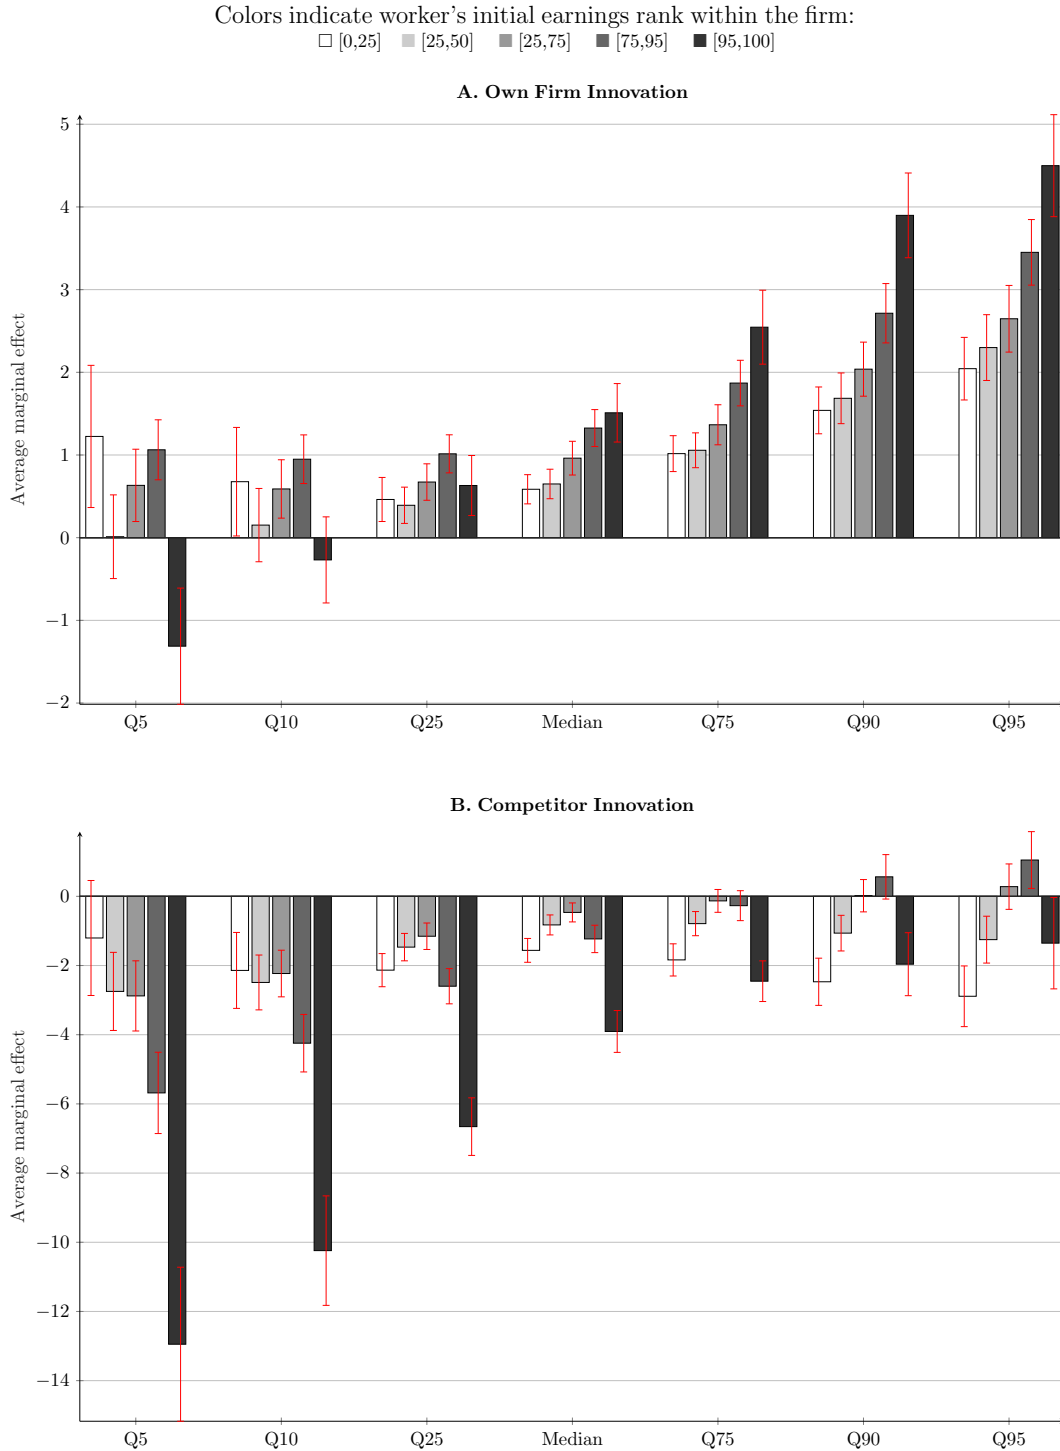 Colors indicate worker's initial earnings rank within the firm:
[0,25] [25,50] [25,75] [75,95] [95,100]
A. Own Firm Innovation
Average marginal effect
5
4
3
2
1
0
−1
−2
Q5 Q10 Q25 Median Q75 Q90 Q95
B. Competitor Innovation
Average marginal effect
0
−2
−4
−6
−8
−10
−12
−14
Q5 Q10 Q25 Median Q75 Q90 Q95